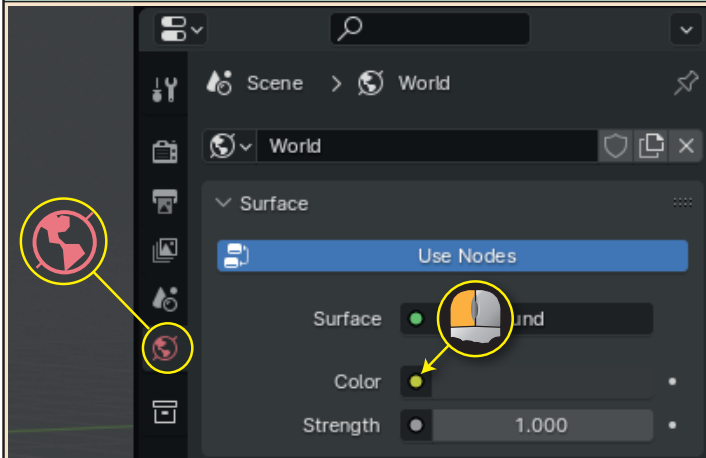 Scene > World
World
Surface
Use Nodes
Surface und
Color
Strength 1.000